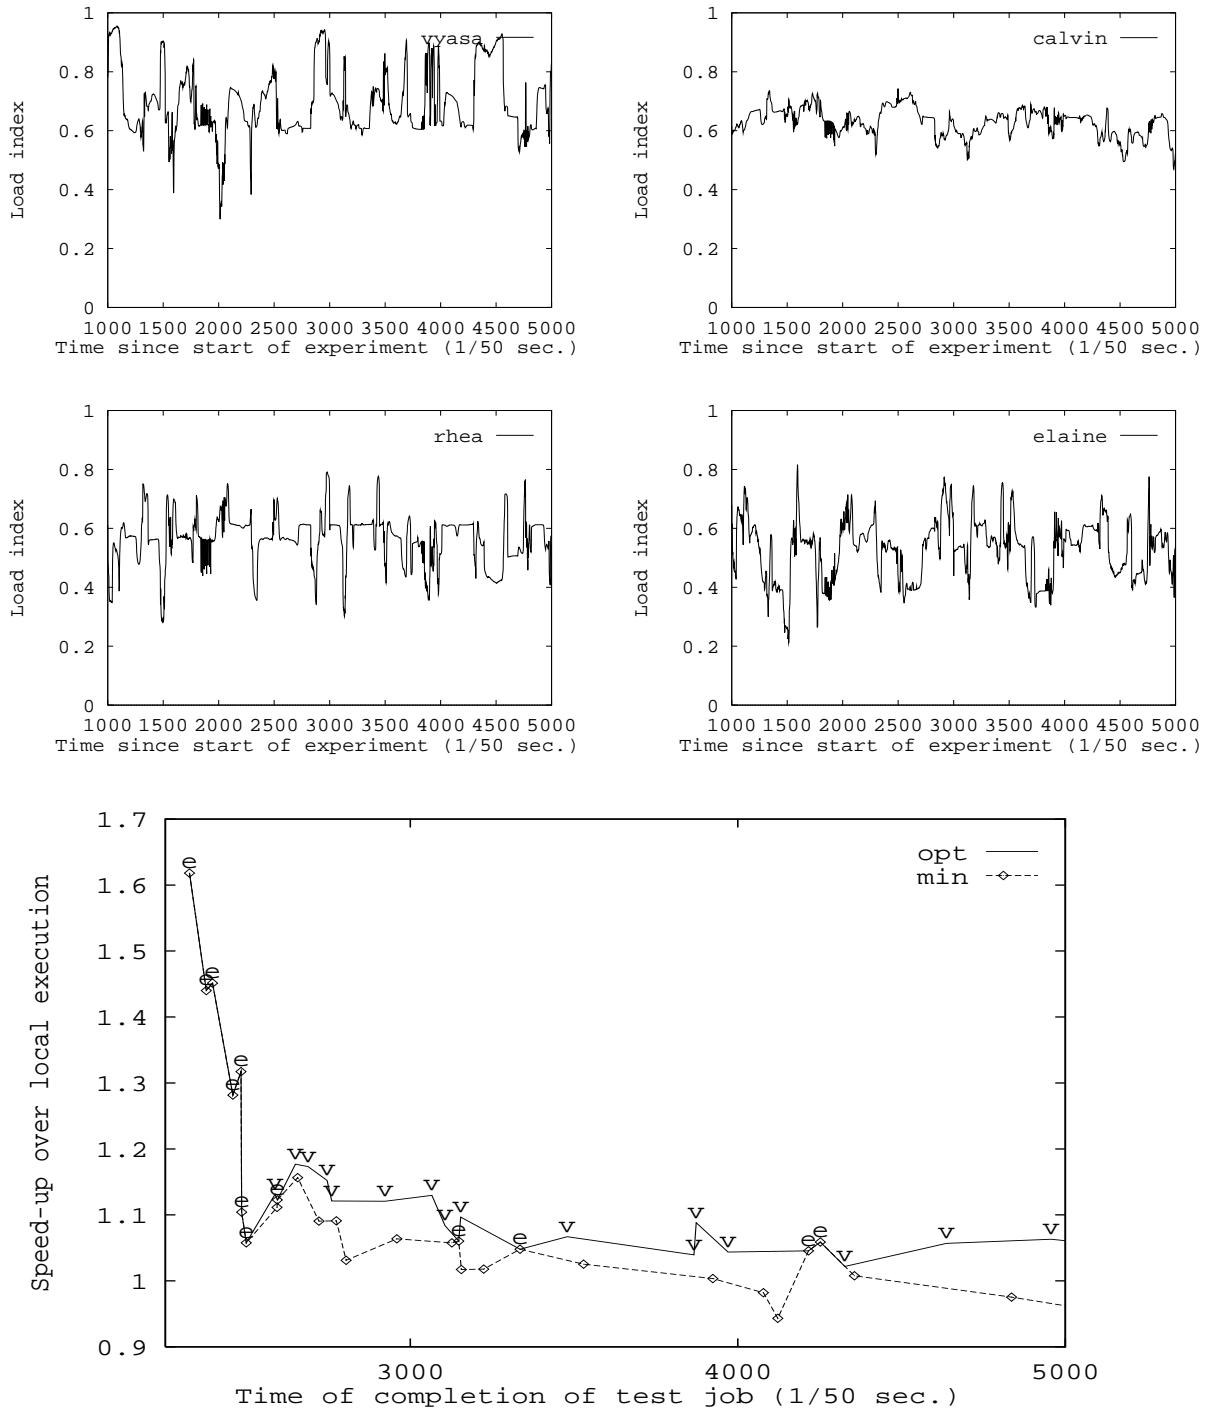 1
0.8
0.6
0.4
0.2
0
Load index
vyasa
1000 1500 2000 2500 3000 3500 4000 4500 5000
Time since start of experiment (1/50 sec.)
1
0.8
0.6
0.4
0.2
0
Load index
calvin
1000 1500 2000 2500 3000 3500 4000 4500 5000
Time since start of experiment (1/50 sec.)
1
0.8
0.6
0.4
0.2
0
Load index
rhea
1000 1500 2000 2500 3000 3500 4000 4500 5000
Time since start of experiment (1/50 sec.)
1
0.8
0.6
0.4
0.2
0
Load index
elaine
1000 1500 2000 2500 3000 3500 4000 4500 5000
Time since start of experiment (1/50 sec.)
1.7
1.6
1.5
1.4
1.3
1.2
1.1
1
0.9
Speed-up over local execution
opt
min
e
e e
e
e
e
e
v
e
v v
v
v
v
v
v
v
e
e
v
v
v
v
e
e
v
v
v
3000 4000 5000
Time of completion of test job (1/50 sec.)